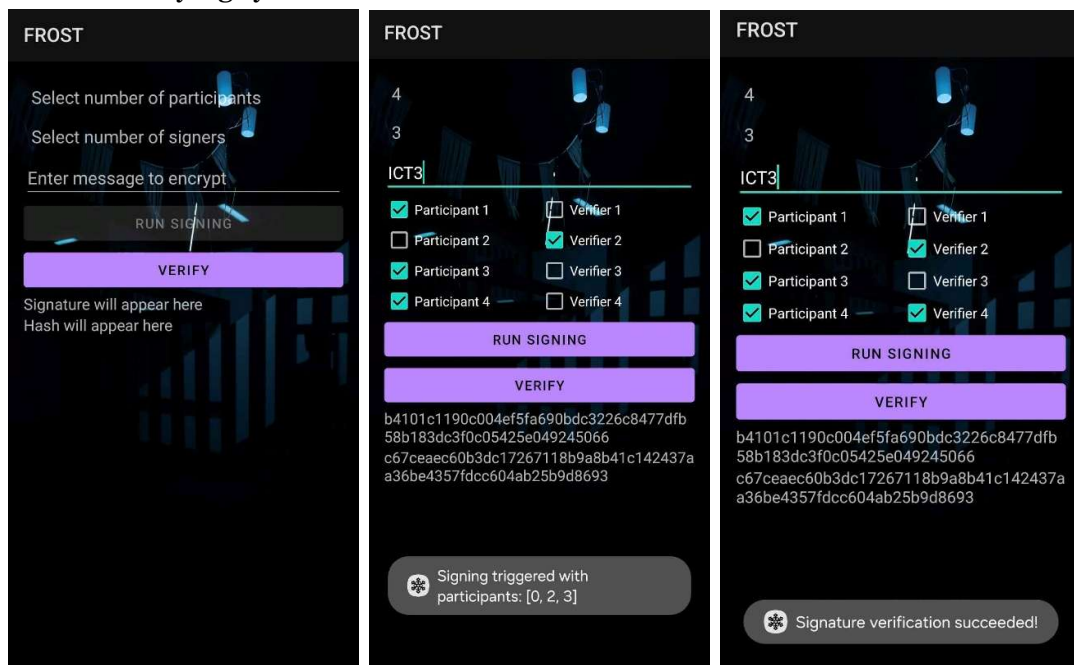 FROST
Select number of participants
Select number of signers
Enter message to encrypt
RUN SIGNING
VERIFY
Signature will appear here
Hash will appear here
FROST
4
3
ICT3
Participant 1 Verifier 1
Participant 2 Verifier 2
Participant 3 Verifier 3
Participant 4 Verifier 4
RUN SIGNING
VERIFY
b4101c1190c004ef5fa690bdc3226c8477dfb
58b183dc3f0c05425e049245066
c67ceaec60b3dc17267118b9a8b41c142437a
a36be4357fdcc604ab25b9d8693
Signing triggered with
participants: [0, 2, 3]
FROST
4
3
ICT3
Participant 1 Verifier 1
Participant 2 Verifier 2
Participant 3 Verifier 3
Participant 4 Verifier 4
RUN SIGNING
VERIFY
b4101c1190c004ef5fa690bdc3226c8477dfb
58b183dc3f0c05425e049245066
c67ceaec60b3dc17267118b9a8b41c142437a
a36be4357fdcc604ab25b9d8693
Signature verification succeeded!